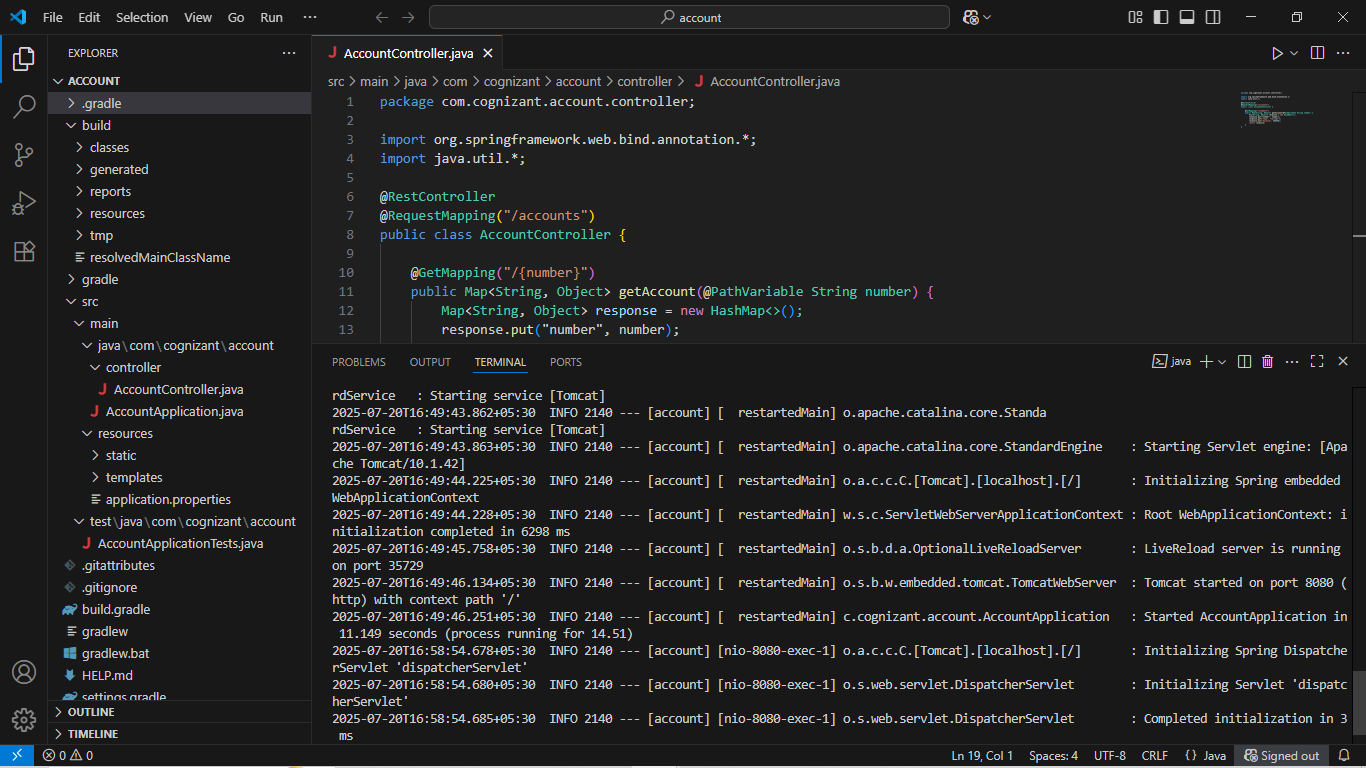 File Edit Selection View Go Run ···
account
EXPLORER ···
ACCOUNT
.gradle
build
classes
generated
reports
resources
tmp
resolvedMainClassName
gradle
src
main
java\com\cognizant\account
controller
AccountController.java
AccountApplication.java
resources
static
templates
application.properties
test\java\com\cognizant\account
AccountApplicationTests.java
.gitattributes
.gitignore
build.gradle
gradlew
gradlew.bat
HELP.md
settings.gradle
OUTLINE
TIMELINE
AccountController.java
src > main > java > com > cognizant > account > controller > AccountController.java
1 package com.cognizant.account.controller;
2
3 import org.springframework.web.bind.annotation.*;
4 import java.util.*;
5
6 @RestController
7 @RequestMapping("/accounts")
8 public class AccountController {
9
10 @GetMapping("/{number}")
11 public Map<String, Object> getAccount(@PathVariable String number) {
12 Map<String, Object> response = new HashMap<>();
13 response.put("number", number);
PROBLEMS OUTPUT TERMINAL PORTS
java
rdService : Starting service [Tomcat]
2025-07-20T16:49:43.862+05:30 INFO 2140 --- [account] [ restartedMain] o.apache.catalina.core.Standa
rdService : Starting service [Tomcat]
2025-07-20T16:49:43.863+05:30 INFO 2140 --- [account] [ restartedMain] o.apache.catalina.core.StandardEngine : Starting Servlet engine: [Apa
che Tomcat/10.1.42]
2025-07-20T16:49:44.225+05:30 INFO 2140 --- [account] [ restartedMain] o.a.c.c.C.[Tomcat].[localhost].[/] : Initializing Spring embedded
WebApplicationContext
2025-07-20T16:49:44.228+05:30 INFO 2140 --- [account] [ restartedMain] w.s.c.ServletWebServerApplicationContext : Root WebApplicationContext: i
nitialization completed in 6298 ms
2025-07-20T16:49:45.758+05:30 INFO 2140 --- [account] [ restartedMain] o.s.b.d.a.OptionalLiveReloadServer : LiveReload server is running
on port 35729
2025-07-20T16:49:46.134+05:30 INFO 2140 --- [account] [ restartedMain] o.s.b.w.embedded.tomcat.TomcatWebServer : Tomcat started on port 8080 (
http) with context path '/'
2025-07-20T16:49:46.251+05:30 INFO 2140 --- [account] [ restartedMain] c.cognizant.account.AccountApplication : Started AccountApplication in
11.149 seconds (process running for 14.51)
2025-07-20T16:58:54.678+05:30 INFO 2140 --- [account] [nio-8080-exec-1] o.a.c.c.C.[Tomcat].[localhost].[/] : Initializing Spring Dispatche
rServlet 'dispatcherServlet'
2025-07-20T16:58:54.680+05:30 INFO 2140 --- [account] [nio-8080-exec-1] o.s.web.servlet.DispatcherServlet : Initializing Servlet 'dispatc
herServlet'
2025-07-20T16:58:54.685+05:30 INFO 2140 --- [account] [nio-8080-exec-1] o.s.web.servlet.DispatcherServlet : Completed initialization in 3
ms
0 0 Ln 19, Col 1 Spaces: 4 UTF-8 CRLF {} Java Signed out